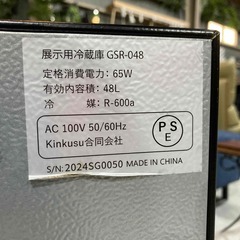 展示用冷蔵庫 GSR-048
定格消費電力：65W
有効内容積：48L
冷　　媒：R-600a
AC 100V 50/60Hz
Kinkusu合同会社
PS
E
S/N: 2024SG0050 MADE IN CHINA